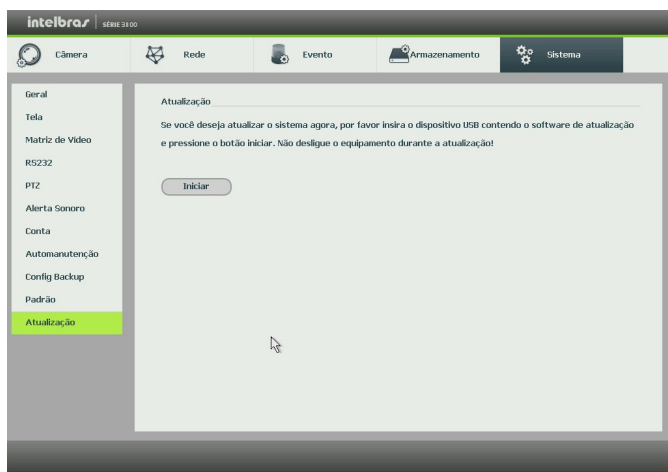 intelbras SÉRIE 3100
Câmera Rede Evento Armazenamento Sistema
Geral
Tela
Matriz de Vídeo
RS232
PTZ
Alerta Sonoro
Conta
Automanutenção
Config Backup
Padrão
Atualização
Atualização
Se você deseja atualizar o sistema agora, por favor insira o dispositivo USB contendo o software de atualização
e pressione o botão iniciar. Não desligue o equipamento durante a atualização!
Iniciar